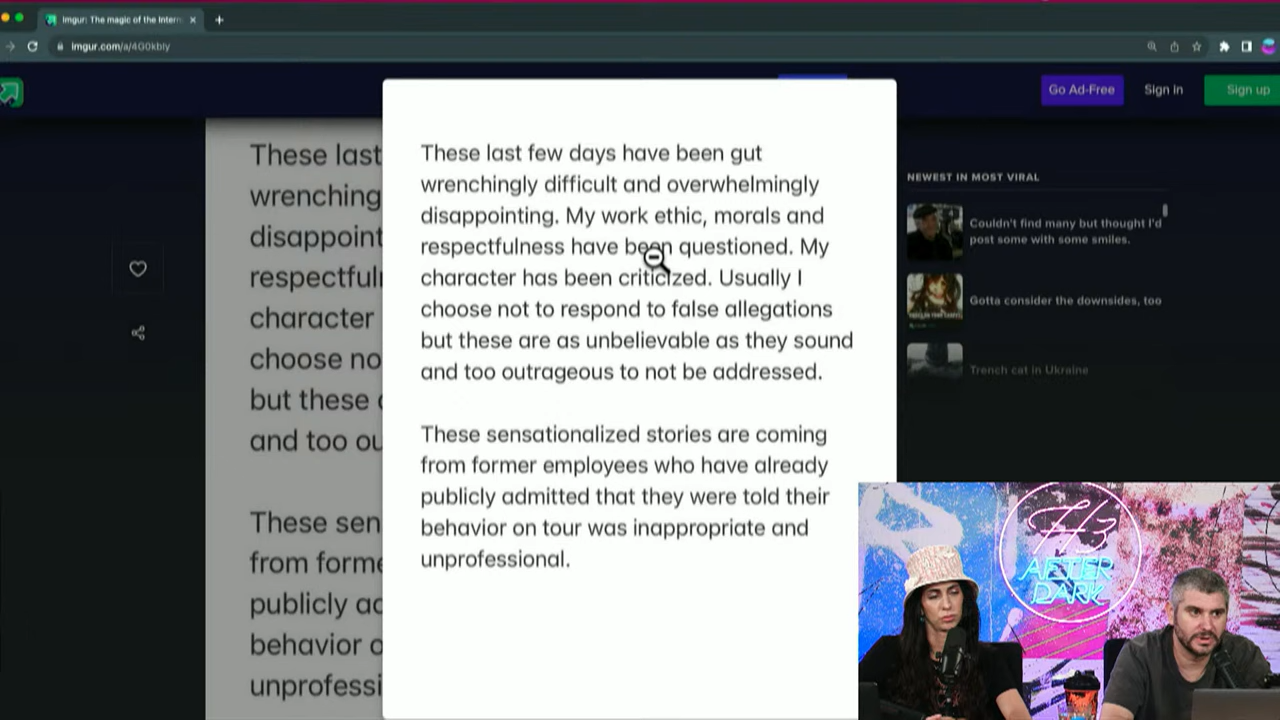 Imgur: The magic of the Intern
imgur.com/a/4G0kbIy
Go Ad-Free
Sign in
Sign up
These last
wrenching
disappoint
respectful
character
choose no
but these
and too ou
These sen
from forme
publicly ad
behavior o
unprofessi
These last few days have been gut
wrenchingly difficult and overwhelmingly
disappointing. My work ethic, morals and
respectfulness have been questioned. My
character has been criticized. Usually I
choose not to respond to false allegations
but these are as unbelievable as they sound
and too outrageous to not be addressed.
These sensationalized stories are coming
from former employees who have already
publicly admitted that they were told their
behavior on tour was inappropriate and
unprofessional.
NEWEST IN MOST VIRAL
Couldn't find many but thought I'd
post some with some smiles.
Gotta consider the downsides, too
Trench cat in Ukraine
H3
AFTER
DARK